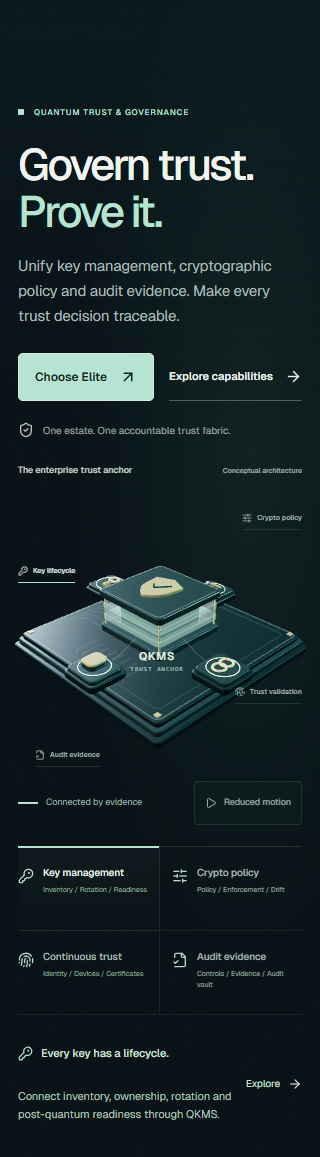 QUANTUM TRUST & GOVERNANCE
Govern trust.
Prove it.
Unify key management, cryptographic
policy and audit evidence. Make every
trust decision traceable.
Choose Elite
Explore capabilities
One estate. One accountable trust fabric.
The enterprise trust anchor
Conceptual architecture
Crypto policy
Key lifecycle
QKMS
TRUST ANCHOR
Trust validation
Audit evidence
Connected by evidence
Reduced motion
Key management
Inventory / Rotation / Readiness
Crypto policy
Policy / Enforcement / Drift
Continuous trust
Identity / Devices / Certificates
Audit evidence
Controls / Evidence / Audit
vault
Every key has a lifecycle.
Explore
Connect inventory, ownership, rotation and
post-quantum readiness through QKMS.